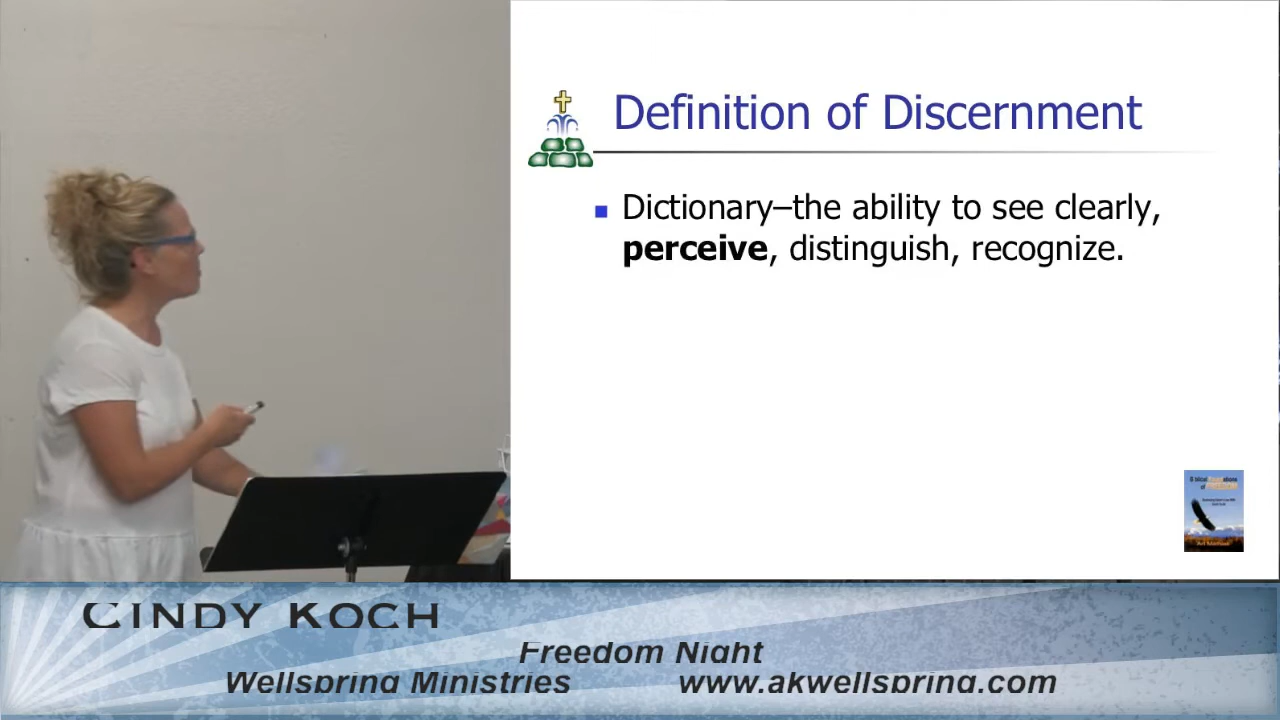 Definition of Discernment
Dictionary–the ability to see clearly,
perceive, distinguish, recognize.
CINDY KOCH
Freedom Night
Wellspring Ministries www.akwellspring.com